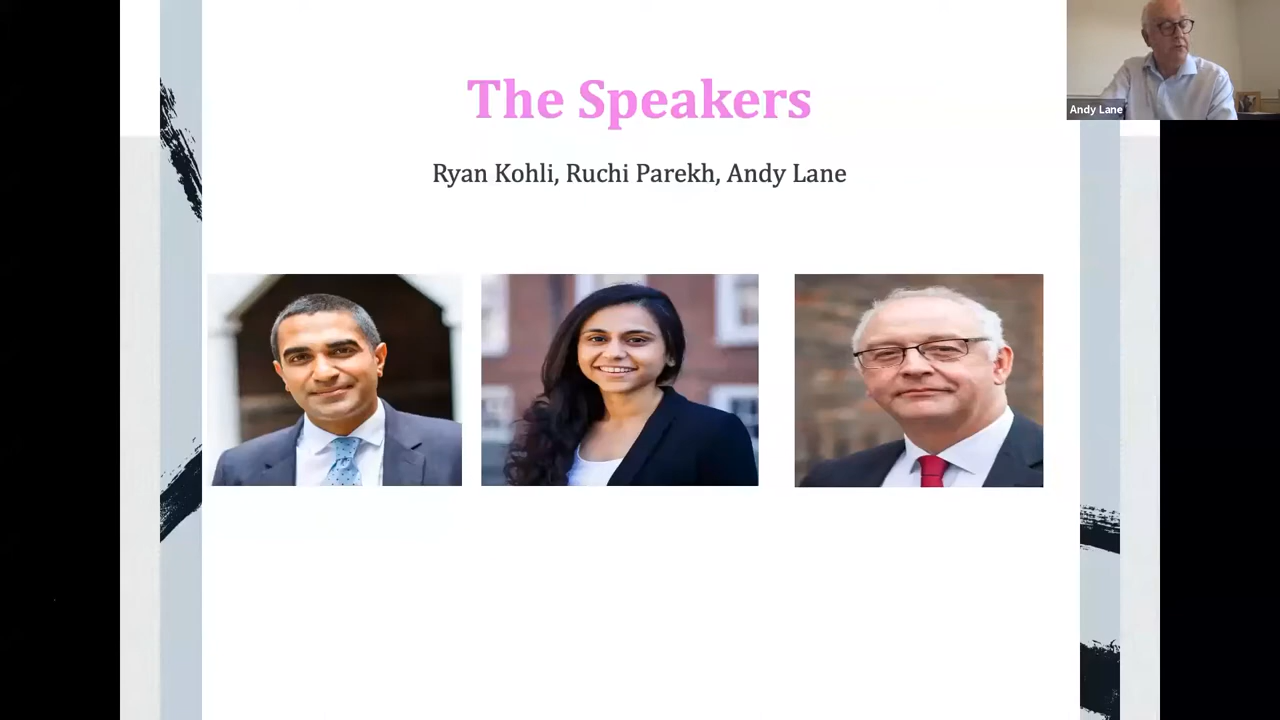 The Speakers
Ryan Kohli, Ruchi Parekh, Andy Lane
Andy Lane